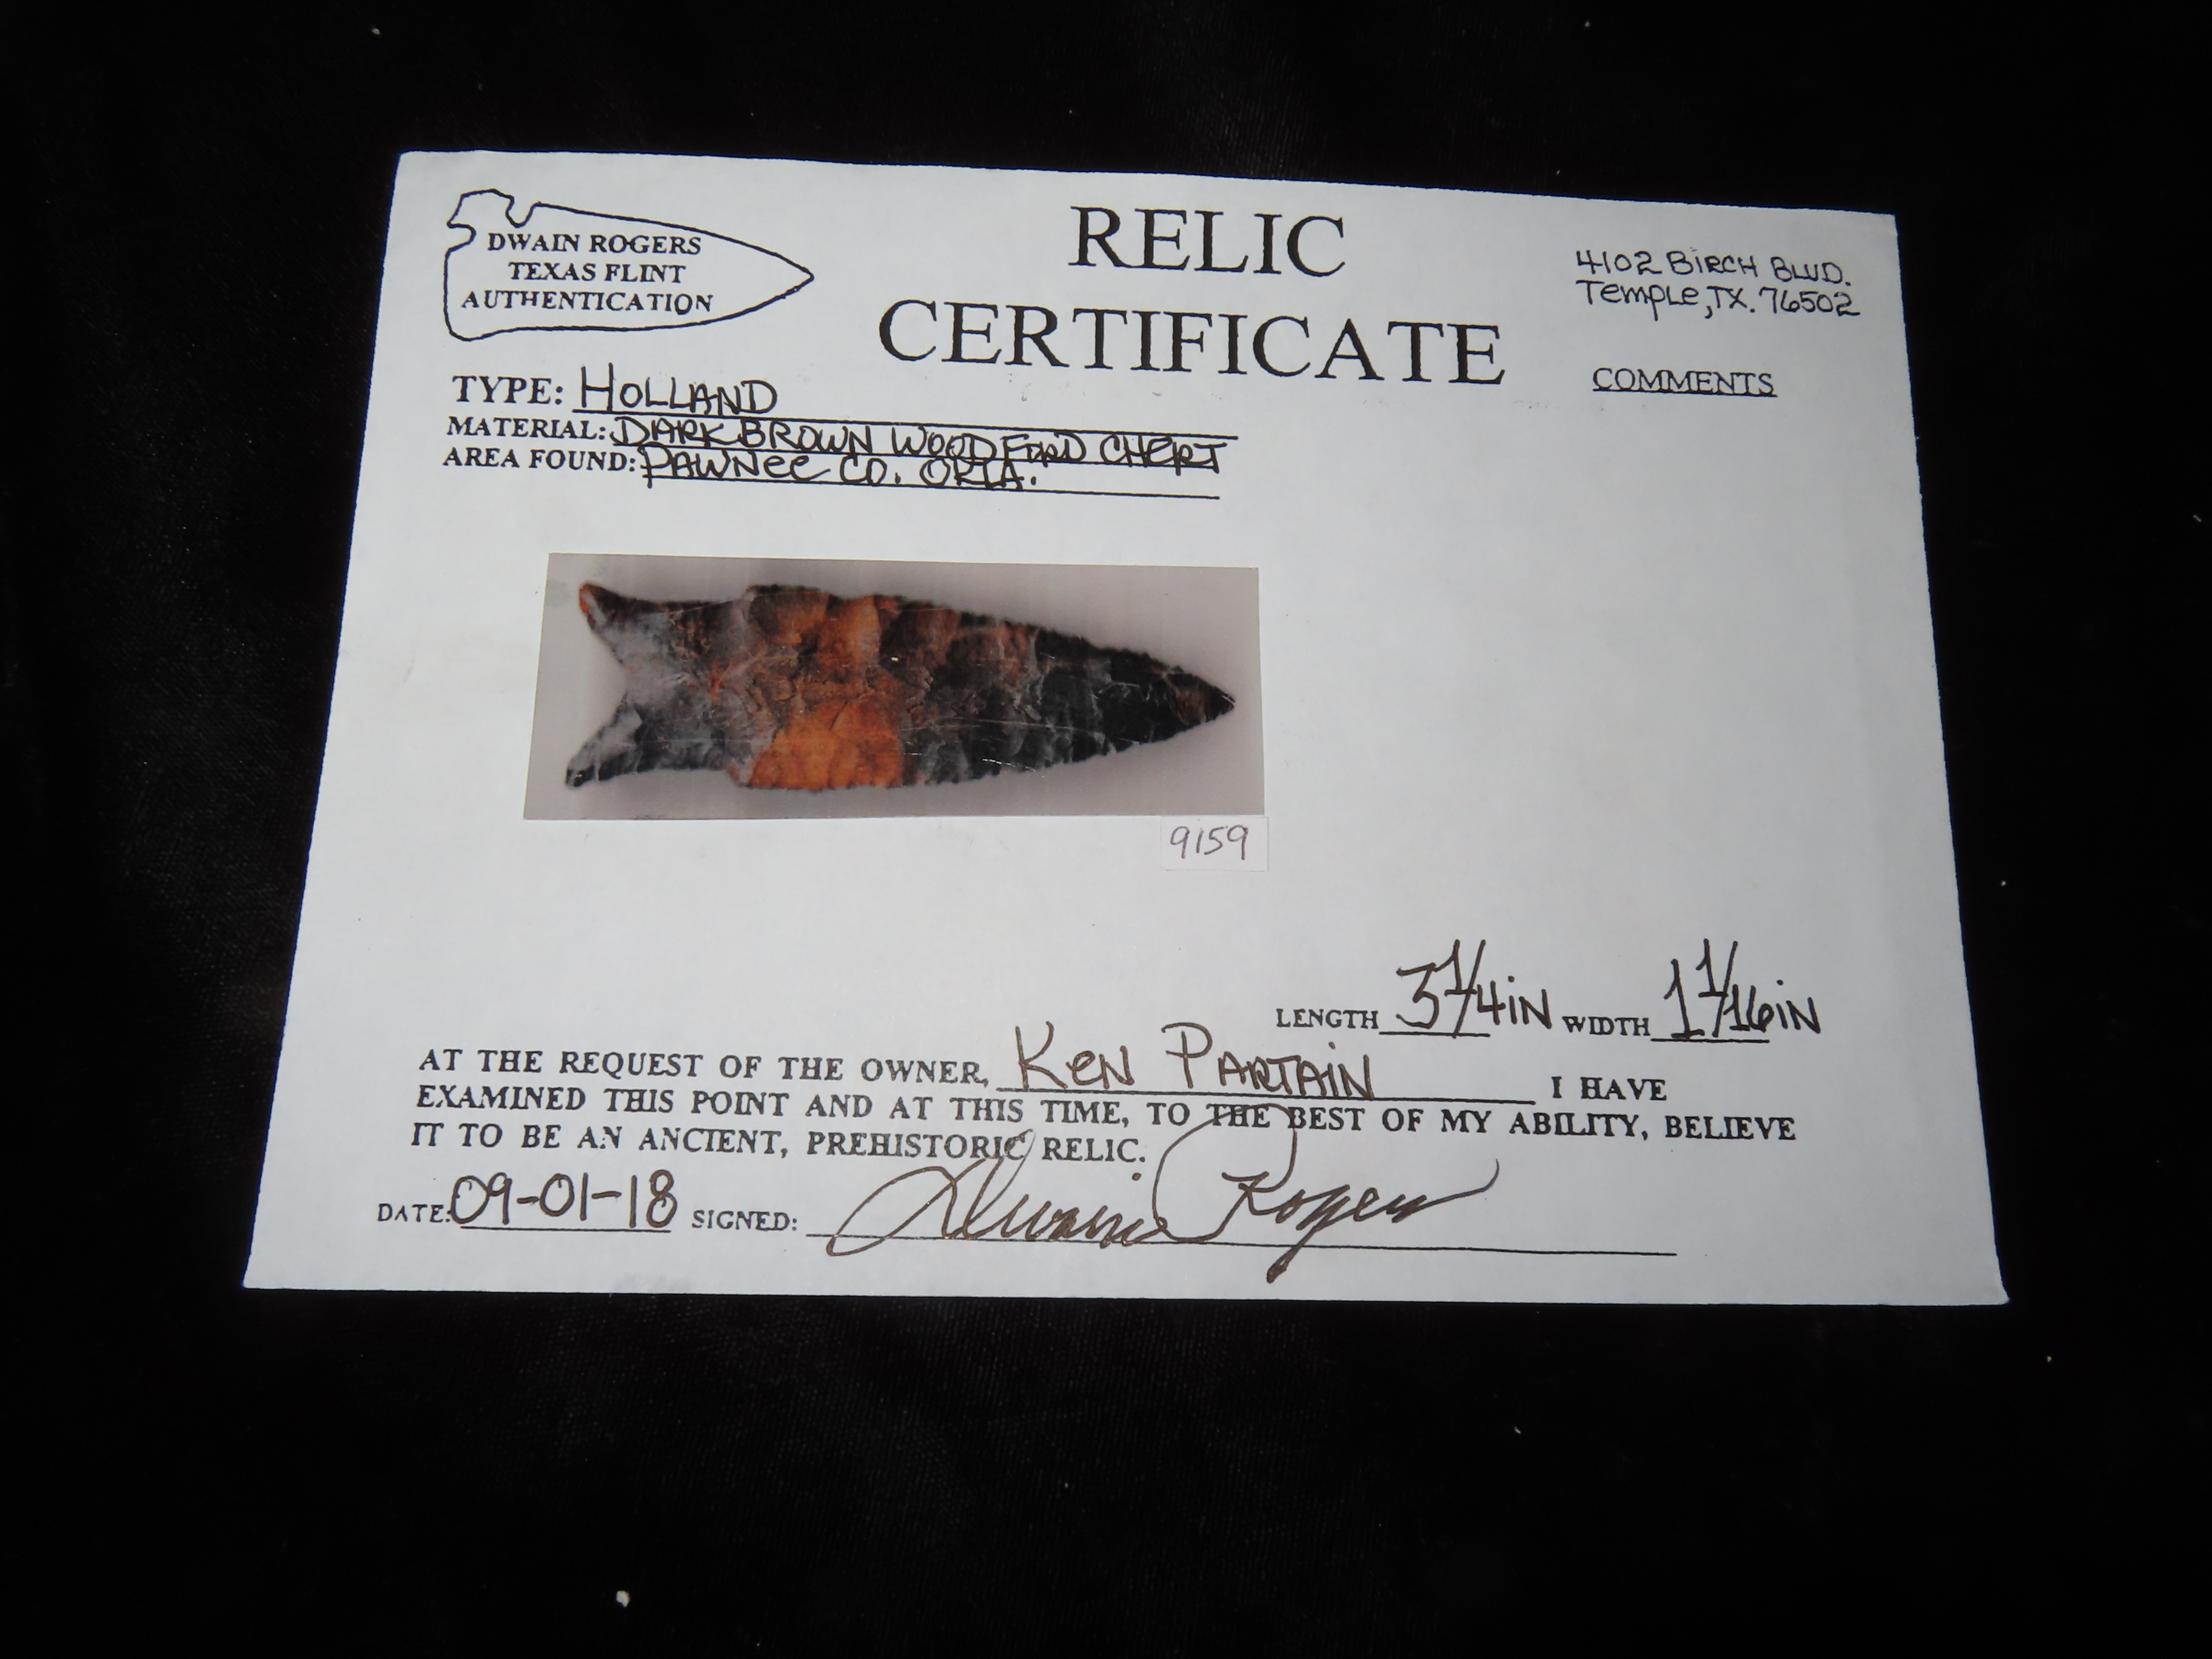 DWAIN ROGERS
TEXAS FLINT
AUTHENTICATION
RELIC
CERTIFICATE
4102 BIRCH BLVD.
TEMPLE, TX. 76502
COMMENTS
TYPE: HOLLAND
MATERIAL: DARK BROWN WOODFORD CHERT
AREA FOUND: PAWNEE CO. OKLA.
9159
LENGTH 3 1/4 IN WIDTH 1 1/16 IN
AT THE REQUEST OF THE OWNER, KEN PARTAIN I HAVE
EXAMINED THIS POINT AND AT THIS TIME, TO THE BEST OF MY ABILITY, BELIEVE
IT TO BE AN ANCIENT, PREHISTORIC RELIC.
DATE: 09-01-18 SIGNED: Dwain Rogers